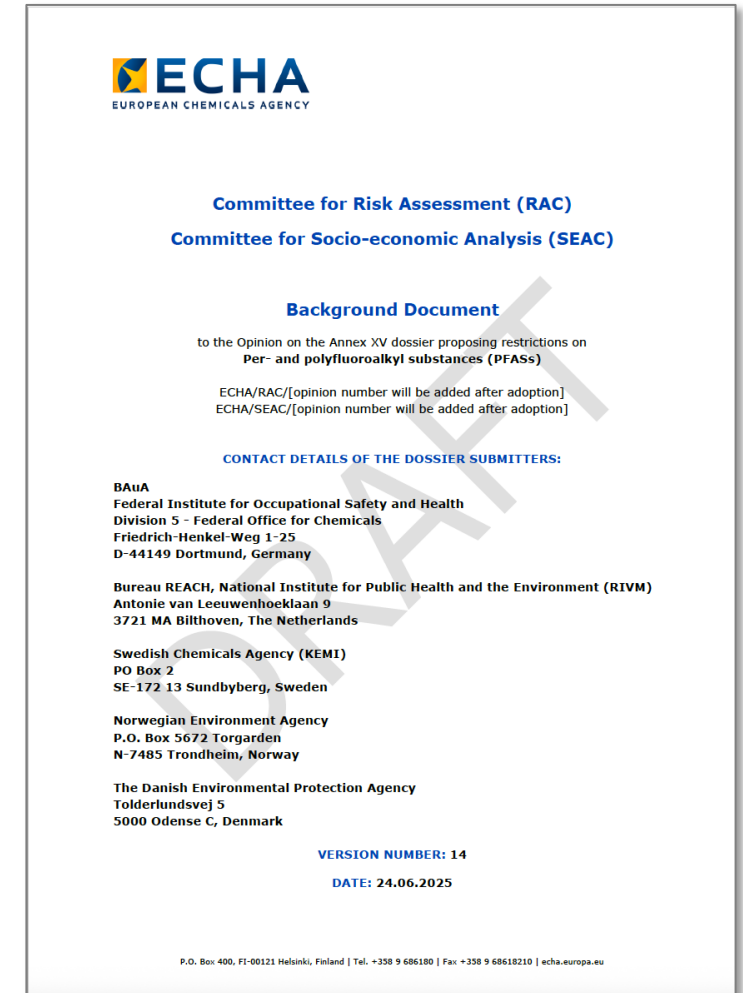 ECHA
EUROPEAN CHEMICALS AGENCY
Committee for Risk Assessment (RAC)
Committee for Socio-economic Analysis (SEAC)
Background Document
to the Opinion on the Annex XV dossier proposing restrictions on
Per- and polyfluoroalkyl substances (PFASs)
ECHA/RAC/[opinion number will be added after adoption]
ECHA/SEAC/[opinion number will be added after adoption]
CONTACT DETAILS OF THE DOSSIER SUBMITTERS:
BAuA
Federal Institute for Occupational Safety and Health
Division 5 - Federal Office for Chemicals
Friedrich-Henkel-Weg 1-25
D-44149 Dortmund, Germany
Bureau REACH, National Institute for Public Health and the Environment (RIVM)
Antonie van Leeuwenhoeklaan 9
3721 MA Bilthoven, The Netherlands
Swedish Chemicals Agency (KEMI)
PO Box 2
SE-172 13 Sundbyberg, Sweden
Norwegian Environment Agency
P.O. Box 5672 Torgarden
N-7485 Trondheim, Norway
The Danish Environmental Protection Agency
Tolderlundsvej 5
5000 Odense C, Denmark
VERSION NUMBER: 14
DATE: 24.06.2025
P.O. Box 400, FI-00121 Helsinki, Finland | Tel. +358 9 686180 | Fax +358 9 68618210 | echa.europa.eu
DRAFT